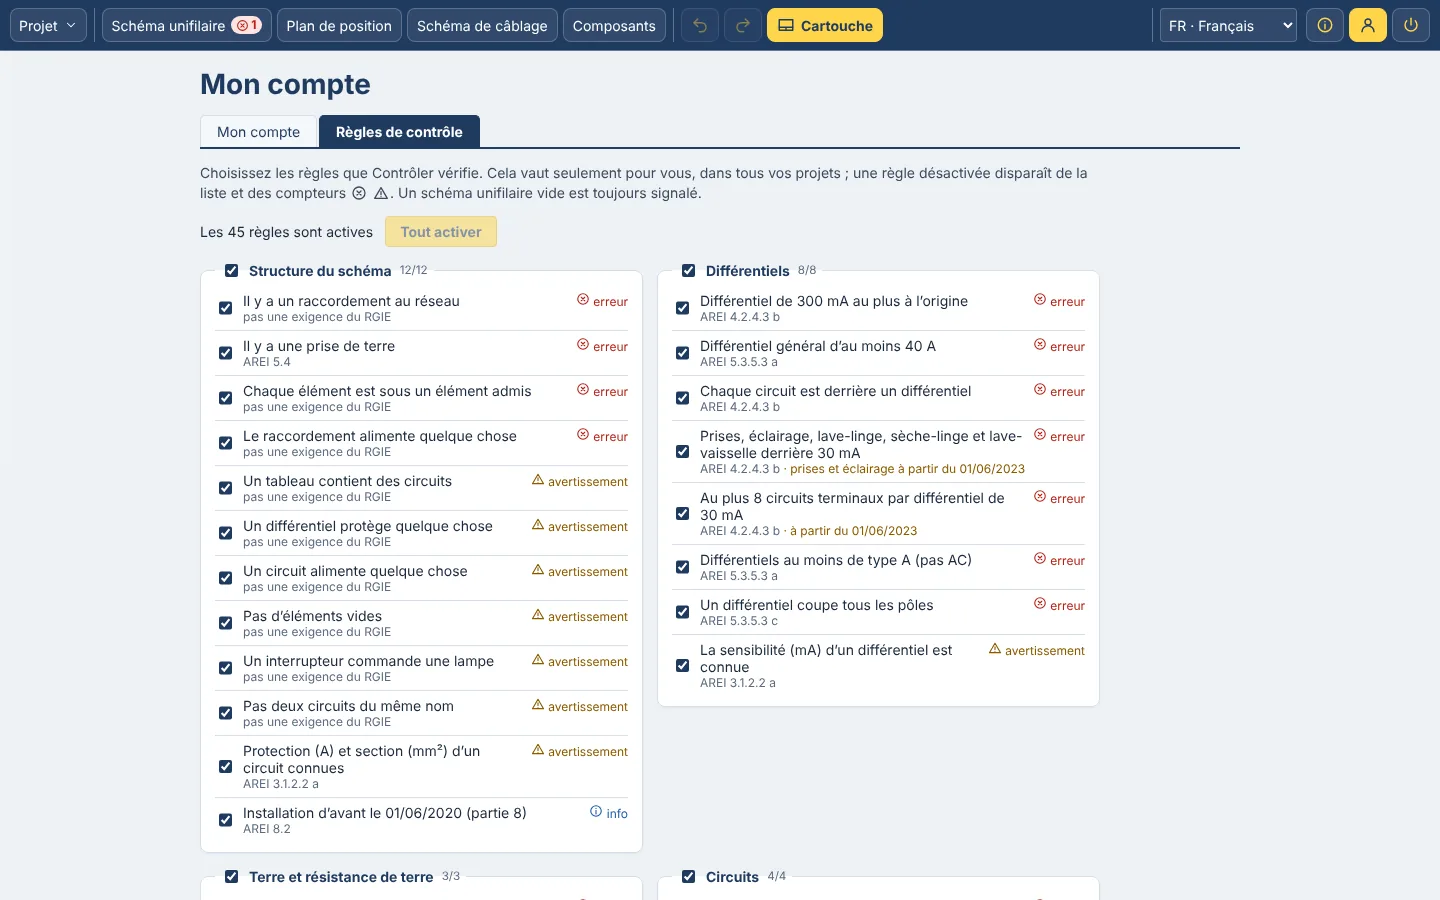 Projet
Schéma unifilaire 1
Plan de position
Schéma de câblage
Composants
Cartouche
FR · Français
Mon compte
Mon compte
Règles de contrôle
Choisissez les règles que Contrôler vérifie. Cela vaut seulement pour vous, dans tous vos projets ; une règle désactivée disparaît de la
liste et des compteurs . Un schéma unifilaire vide est toujours signalé.
Les 45 règles sont actives
Tout activer
Structure du schéma 12/12
Il y a un raccordement au réseau erreur
pas une exigence du RGIE
Il y a une prise de terre erreur
AREI 5.4
Chaque élément est sous un élément admis erreur
pas une exigence du RGIE
Le raccordement alimente quelque chose erreur
pas une exigence du RGIE
Un tableau contient des circuits avertissement
pas une exigence du RGIE
Un différentiel protège quelque chose avertissement
pas une exigence du RGIE
Un circuit alimente quelque chose avertissement
pas une exigence du RGIE
Pas d’éléments vides avertissement
pas une exigence du RGIE
Un interrupteur commande une lampe avertissement
pas une exigence du RGIE
Pas deux circuits du même nom avertissement
pas une exigence du RGIE
Protection (A) et section (mm²) d’un avertissement
circuit connues
AREI 3.1.2.2 a
Installation d’avant le 01/06/2020 (partie 8) info
AREI 8.2
Différentiels 8/8
Différentiel de 300 mA au plus à l’origine erreur
AREI 4.2.4.3 b
Différentiel général d’au moins 40 A erreur
AREI 5.3.5.3 a
Chaque circuit est derrière un différentiel erreur
AREI 4.2.4.3 b
Prises, éclairage, lave-linge, sèche-linge et lave- erreur
vaisselle derrière 30 mA
AREI 4.2.4.3 b · prises et éclairage à partir du 01/06/2023
Au plus 8 circuits terminaux par différentiel de erreur
30 mA
AREI 4.2.4.3 b · à partir du 01/06/2023
Différentiels au moins de type A (pas AC) erreur
AREI 5.3.5.3 a
Un différentiel coupe tous les pôles erreur
AREI 5.3.5.3 c
La sensibilité (mA) d’un différentiel est avertissement
connue
AREI 3.1.2.2 a
Terre et résistance de terre 3/3
Circuits 4/4